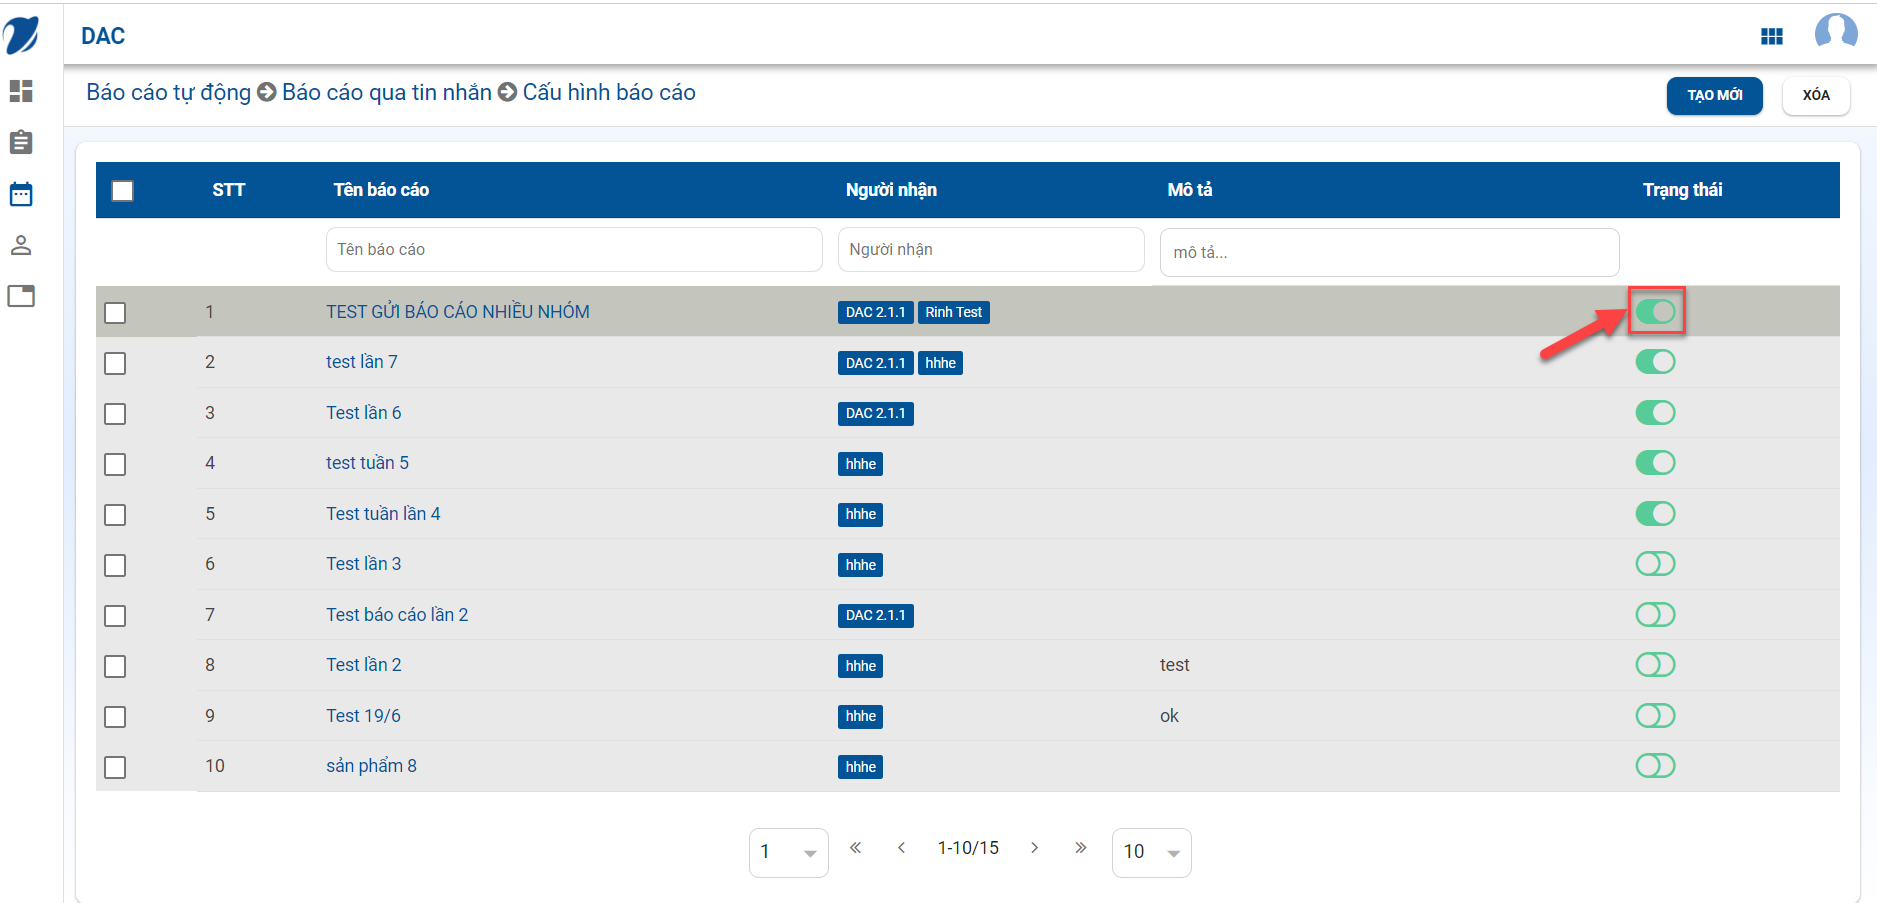 DAC
Báo cáo tự động Báo cáo qua tin nhắn Cấu hình báo cáo
TẠO MỚI XÓA
STT Tên báo cáo Người nhận Mô tả Trạng thái
Tên báo cáo Người nhận mô tả...
1 TEST GỬI BÁO CÁO NHIỀU NHÓM DAC 2.1.1 Rinh Test
2 test lần 7 DAC 2.1.1 hhhe
3 Test lần 6 DAC 2.1.1
4 test tuần 5 hhhe
5 Test tuần lần 4 hhhe
6 Test lần 3 hhhe
7 Test báo cáo lần 2 DAC 2.1.1
8 Test lần 2 hhhe test
9 Test 19/6 hhhe ok
10 sản phẩm 8 hhhe
1 « ‹ 1-10/15 › » 10